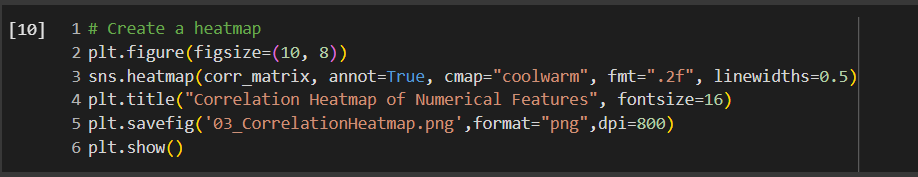 [10] 1 # Create a heatmap
2 plt.figure(figsize=(10, 8))
3 sns.heatmap(corr_matrix, annot=True, cmap="coolwarm", fmt=".2f", linewidths=0.5)
4 plt.title("Correlation Heatmap of Numerical Features", fontsize=16)
5 plt.savefig('03_CorrelationHeatmap.png',format="png",dpi=800)
6 plt.show()